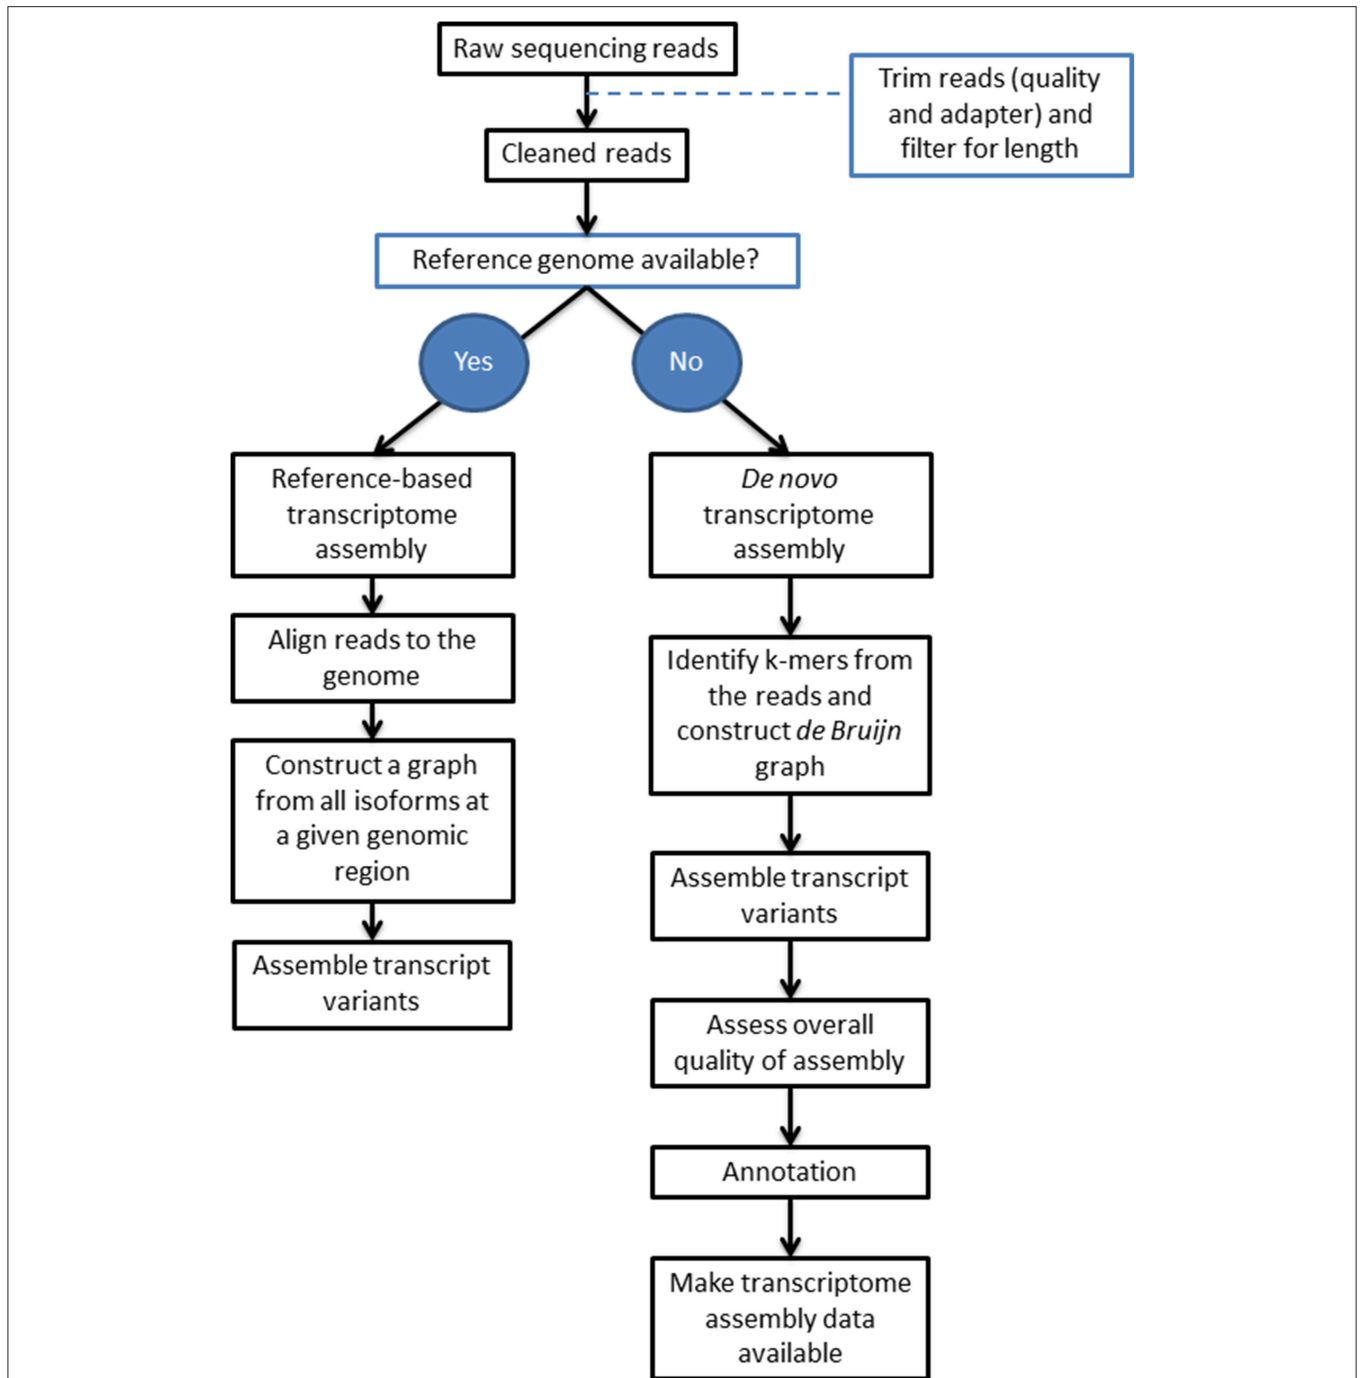 Raw sequencing reads
Trim reads (quality
and adapter) and
filter for length
Cleaned reads
Reference genome available?
Yes
No
Reference-based
transcriptome
assembly
Align reads to the
genome
Construct a graph
from all isoforms at
a given genomic
region
Assemble transcript
variants
De novo
transcriptome
assembly
Identify k-mers from
the reads and
construct de Bruijn
graph
Assemble transcript
variants
Assess overall
quality of assembly
Annotation
Make transcriptome
assembly data
available